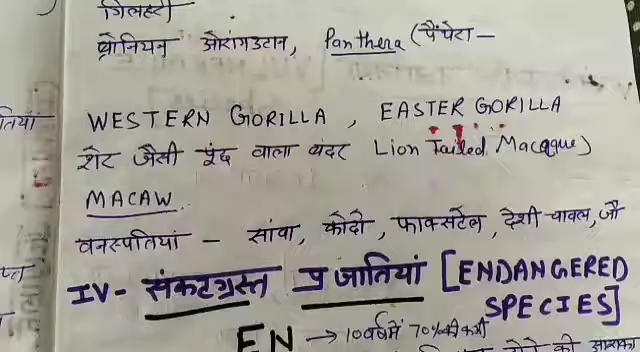 गिलहरी)
बोर्नियन ओरांगउटान, Panthera (पैंथेरा –
तियां WESTERN GORILLA , EASTER GORILLA
शेर जैसी पूंछ वाला बंदर Lion Tailed Macaque)
MACAW
वनस्पतियां – सांवा, कोदो, फाक्सटेल, देशी चावल, जौ
IV- संकटग्रस्त प्रजातियां [ENDANGERED
SPECIES]
EN → 10 वर्ष में 70% की कमी